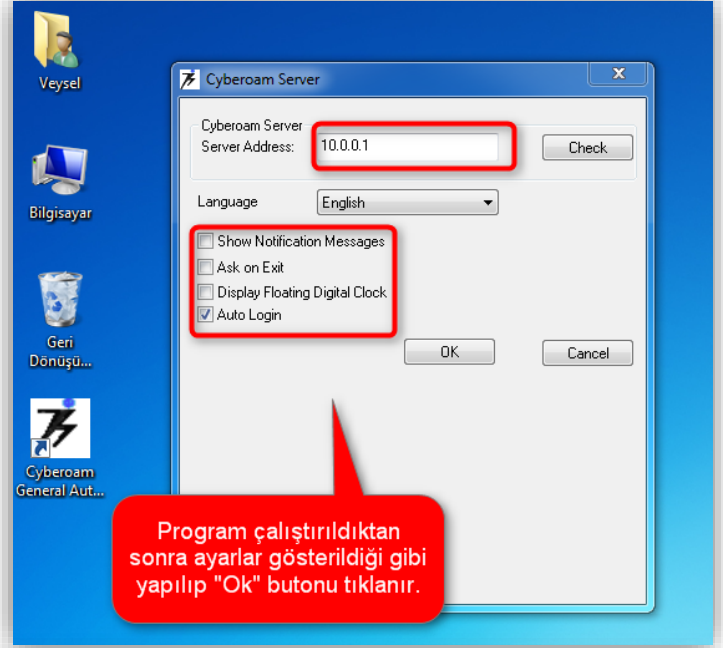 Veysel
Bilgisayar
Geri
Dönüşü...
Cyberoam
General Aut...
Cyberoam Server
Cyberoam Server
Server Address:
10.0.0.1
Check
Language
English
Show Notification Messages
Ask on Exit
Display Floating Digital Clock
Auto Login
OK
Cancel
Program çalıştırıldıktan
sonra ayarlar gösterildiği gibi
yapılıp "Ok" butonu tıklanır.